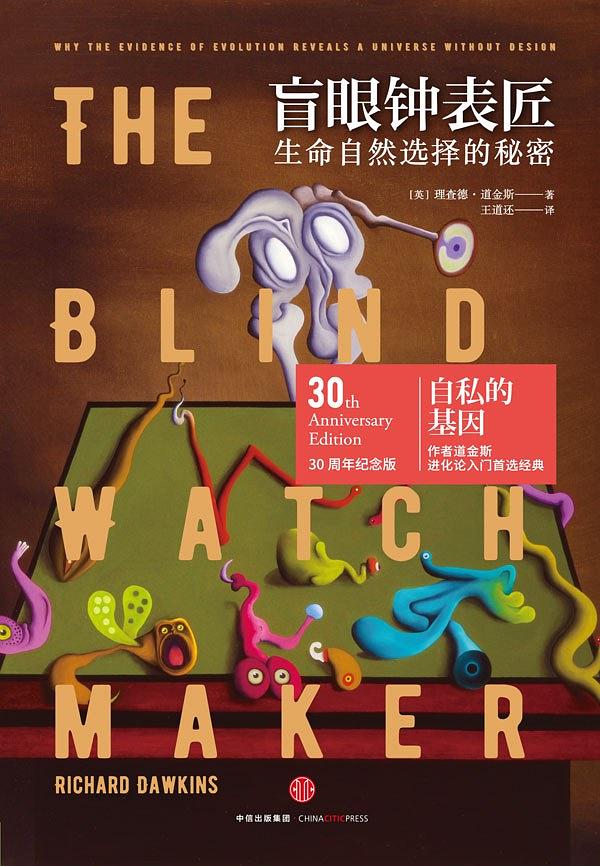 WHY THE EVIDENCE OF EVOLUTION REVEALS A UNIVERSE WITHOUT DESIGN
THE
盲眼钟表匠
生命自然选择的秘密
[英] 理查德·道金斯——著
王道还——译
BLIND
30th
Anniversary
Edition
30 周年纪念版
自私的
基因
作者道金斯
进化论入门首选经典
WATCH
MAKER
RICHARD DAWKINS
中信出版集团·CHINACITICPRESS